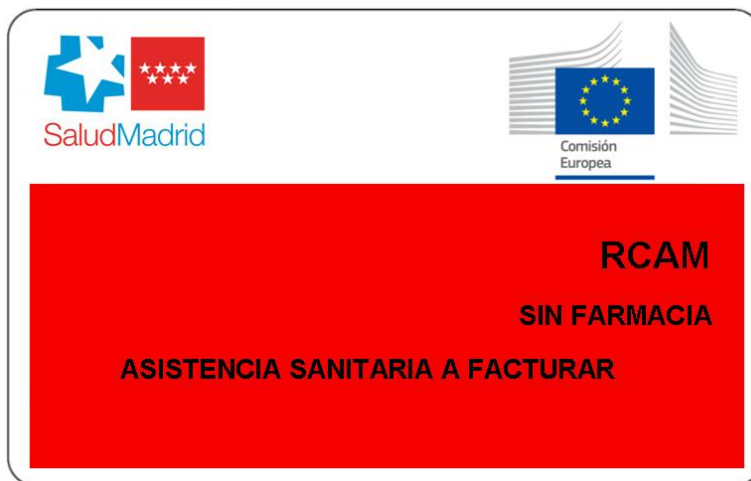 SaludMadrid
Comisión
Europea
RCAM
SIN FARMACIA
ASISTENCIA SANITARIA A FACTURAR